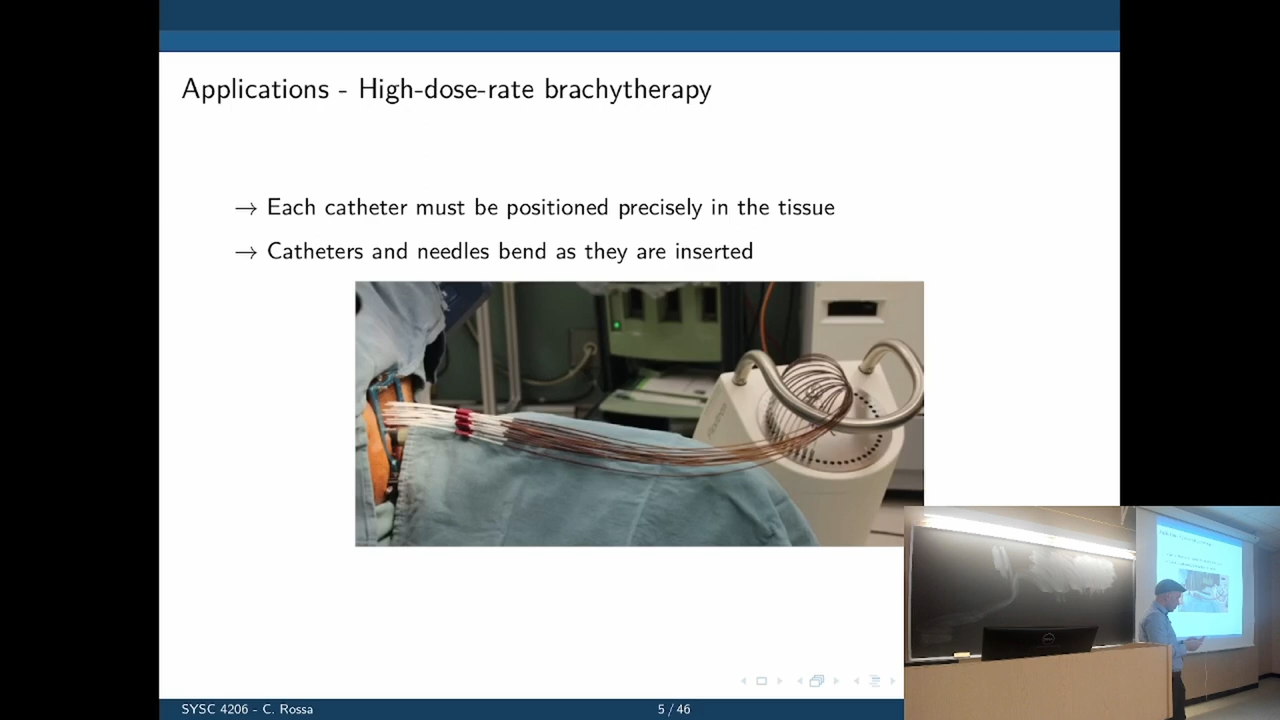 Applications - High-dose-rate brachytherapy
→ Each catheter must be positioned precisely in the tissue
→ Catheters and needles bend as they are inserted
SYSC 4206 - C. Rossa
5 / 46